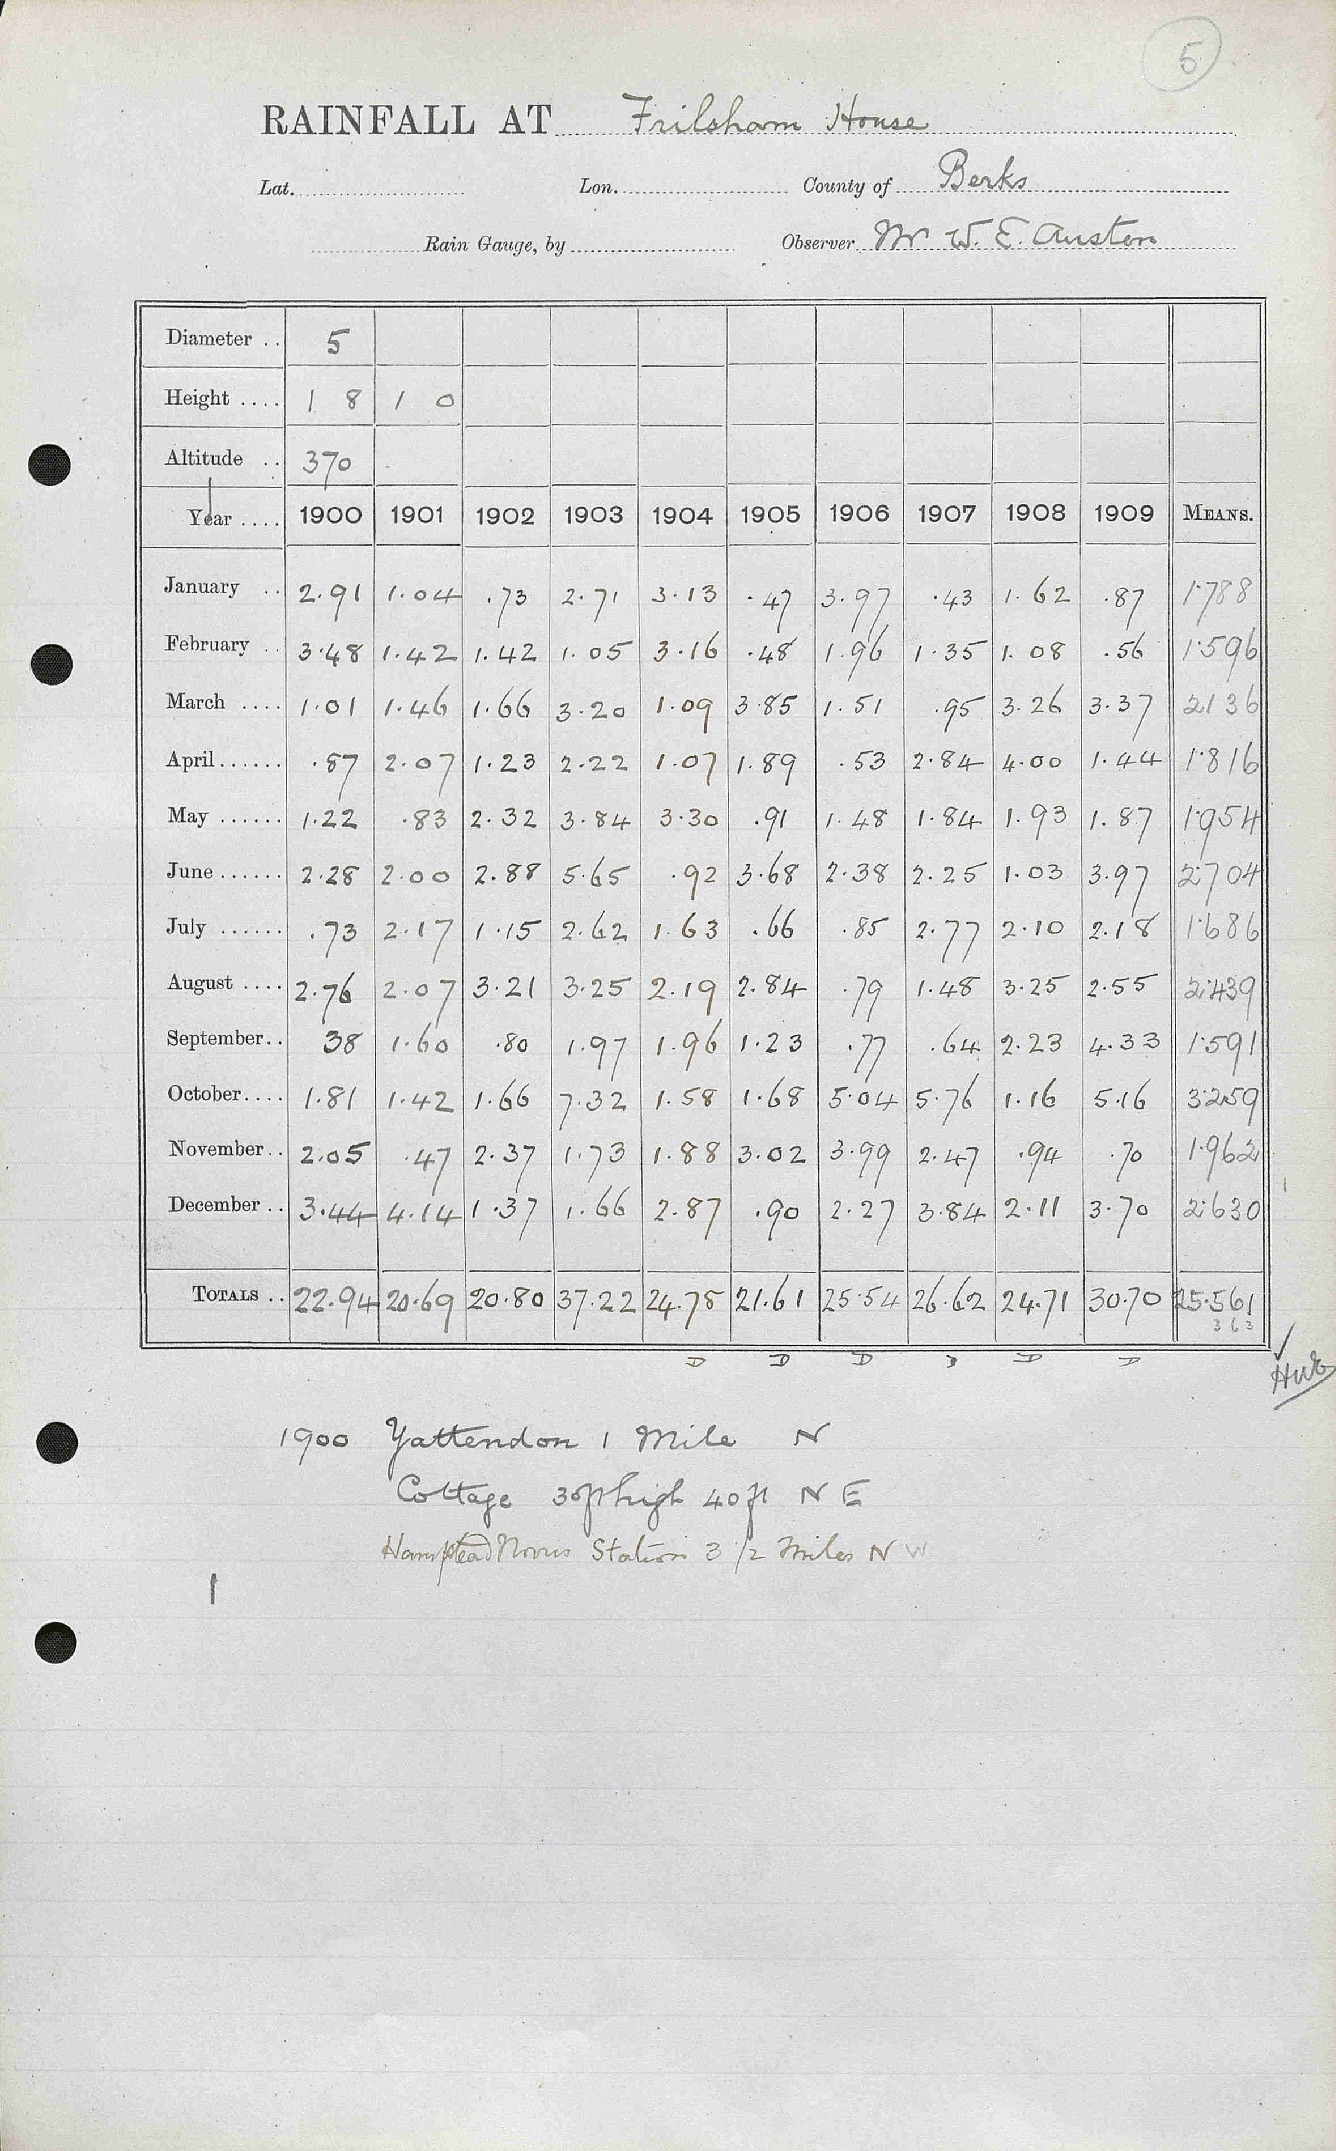 5
RAINFALL AT Frilsham House
Lat. Lon. County of Berks
Rain Gauge, by Observer Mr W. E. Austen
Diameter .. 5
Height .... 1 8 1 0
Altitude .. 370
Year .... 1900 1901 1902 1903 1904 1905 1906 1907 1908 1909 MEANS.
January .. 2.91 1.04 .73 2.71 3.13 .47 3.97 .43 1.62 .87 1.788
February .. 3.48 1.42 1.42 1.05 3.16 .48 1.96 1.35 1.08 .56 1.596
March .... 1.01 1.46 1.66 3.20 1.09 3.85 1.51 .95 3.26 3.37 2136
April...... .87 2.07 1.23 2.22 1.07 1.89 .53 2.84 4.00 1.44 1.816
May ...... 1.22 .83 2.32 3.84 3.30 .91 1.48 1.84 1.93 1.87 1.954
June...... 2.28 2.00 2.88 5.65 .92 3.68 2.38 2.25 1.03 3.97 2.704
July ...... .73 2.17 1.15 2.62 1.63 .66 .85 2.77 2.10 2.18 1.686
August .... 2.76 2.07 3.21 3.25 2.19 2.84 .79 1.48 3.25 2.55 2.439
September.. 38 1.60 .80 1.97 1.96 1.23 .77 .64 2.23 4.33 1.591
October.... 1.81 1.42 1.66 7.32 1.58 1.68 5.04 5.76 1.16 5.16 3.259
November.. 2.05 .47 2.37 1.73 1.88 3.02 3.99 2.47 .94 .70 1.962
December .. 3.44 4.14 1.37 1.66 2.87 .90 2.27 3.84 2.11 3.70 2.630
TOTALS .. 22.94 20.69 20.80 37.22 24.78 21.61 25.54 26.62 24.71 30.70 25.561
363
D D D D D D
1900 Yattendon 1 Mile N
Cottage 30ft high 40ft N E
Hampstead Norris Station 3 1/2 Miles N W